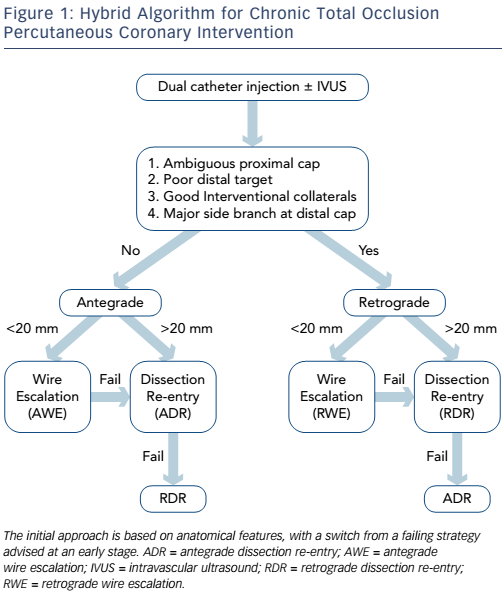 Figure 1: Hybrid Algorithm for Chronic Total Occlusion
Percutaneous Coronary Intervention
Dual catheter injection ± IVUS
1. Ambiguous proximal cap
2. Poor distal target
3. Good Interventional collaterals
4. Major side branch at distal cap
No
Yes
Antegrade
Retrograde
<20 mm
>20 mm
<20 mm
>20 mm
Wire
Escalation
(AWE)
Fail
Dissection
Re-entry
(ADR)
Wire
Escalation
(RWE)
Fail
Dissection
Re-entry
(RDR)
Fail
Fail
RDR
ADR
The initial approach is based on anatomical features, with a switch from a failing strategy
advised at an early stage. ADR = antegrade dissection re-entry; AWE = antegrade
wire escalation; IVUS = intravascular ultrasound; RDR = retrograde dissection re-entry;
RWE = retrograde wire escalation.